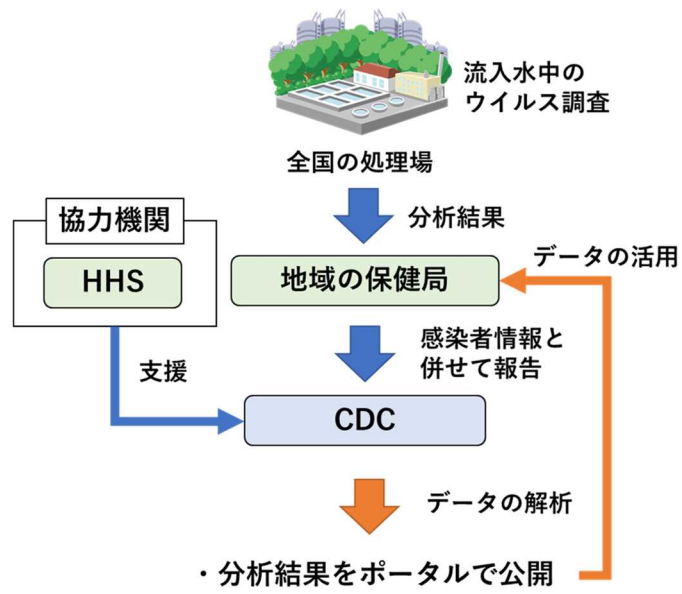 流入水中の
ウイルス調査
全国の処理場
分析結果
協力機関
HHS
地域の保健局
データの活用
感染者情報と
併せて報告
支援
CDC
データの解析
・分析結果をポータルで公開